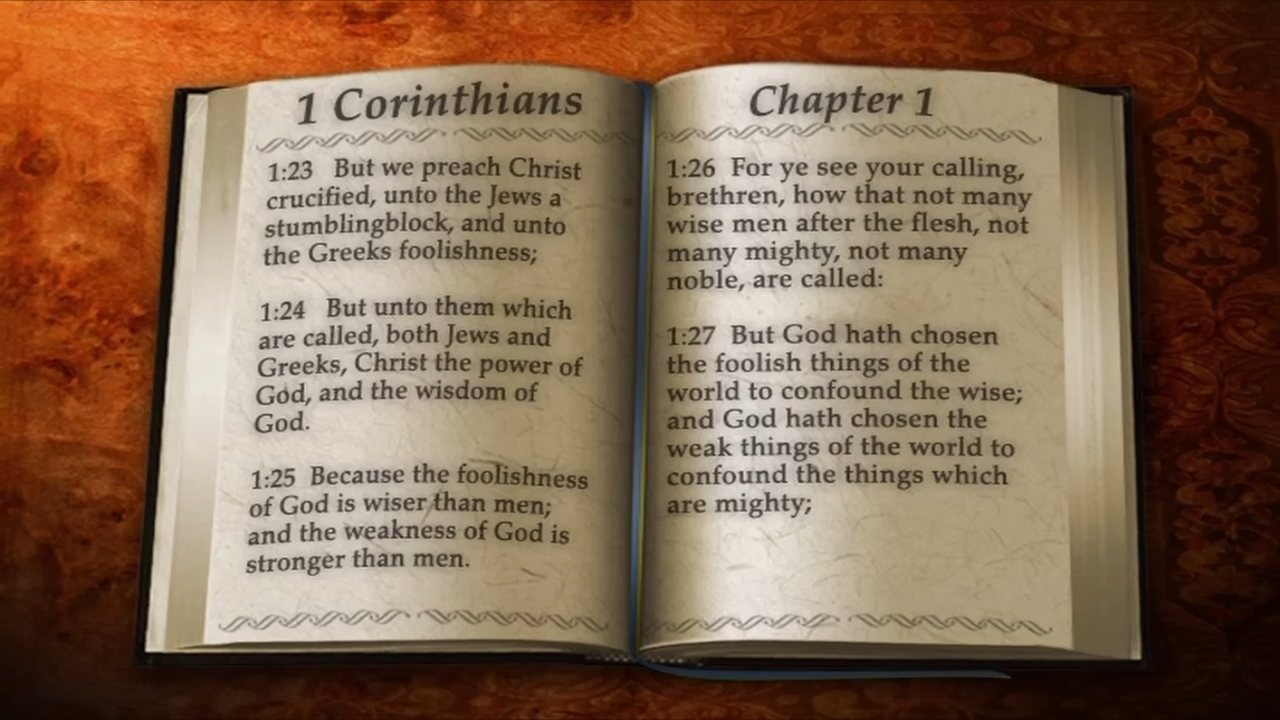 1 Corinthians
1:23 But we preach Christ
crucified, unto the Jews a
stumblingblock, and unto
the Greeks foolishness;
1:24 But unto them which
are called, both Jews and
Greeks, Christ the power of
God, and the wisdom of
God.
1:25 Because the foolishness
of God is wiser than men;
and the weakness of God is
stronger than men.
Chapter 1
1:26 For ye see your calling,
brethren, how that not many
wise men after the flesh, not
many mighty, not many
noble, are called:
1:27 But God hath chosen
the foolish things of the
world to confound the wise;
and God hath chosen the
weak things of the world to
confound the things which
are mighty;